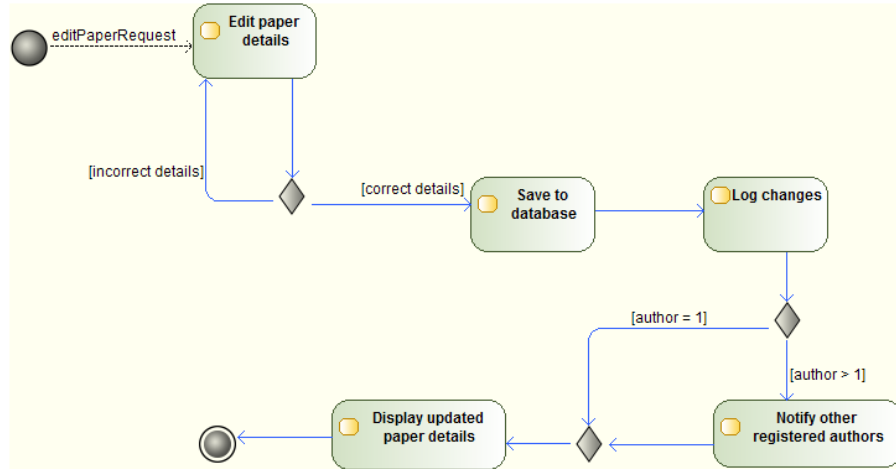 editPaperRequest
Edit paper
details
[incorrect details]
[correct details]
Save to
database
Log changes
[author = 1]
[author > 1]
Display updated
paper details
Notify other
registered authors